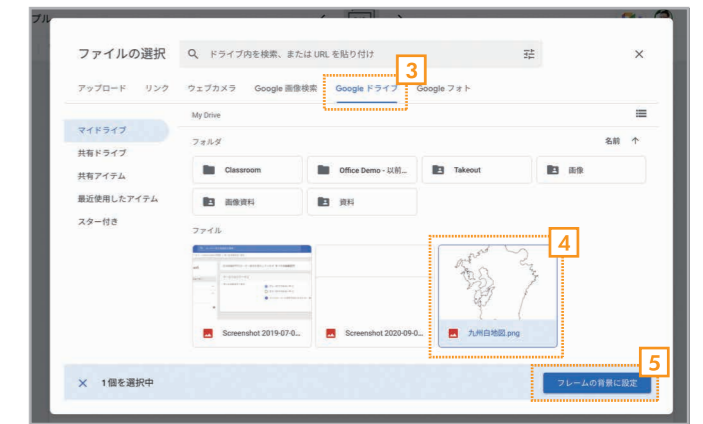 プル
ファイルの選択
ドライブ内を検索、または URL を貼り付け
3
アップロード リンク ウェブカメラ Google 画像検索 Google ドライブ Google フォト
My Drive
マイドライブ
共有ドライブ
共有アイテム
最近使用したアイテム
スター付き
フォルダ
名前
Classroom
Office Demo - 以前...
Takeout
画像
画像資料
資料
ファイル
4
Screenshot 2019-07-0...
Screenshot 2020-09-0...
九州白地図.png
5
1個を選択中
フレームの背景に設定